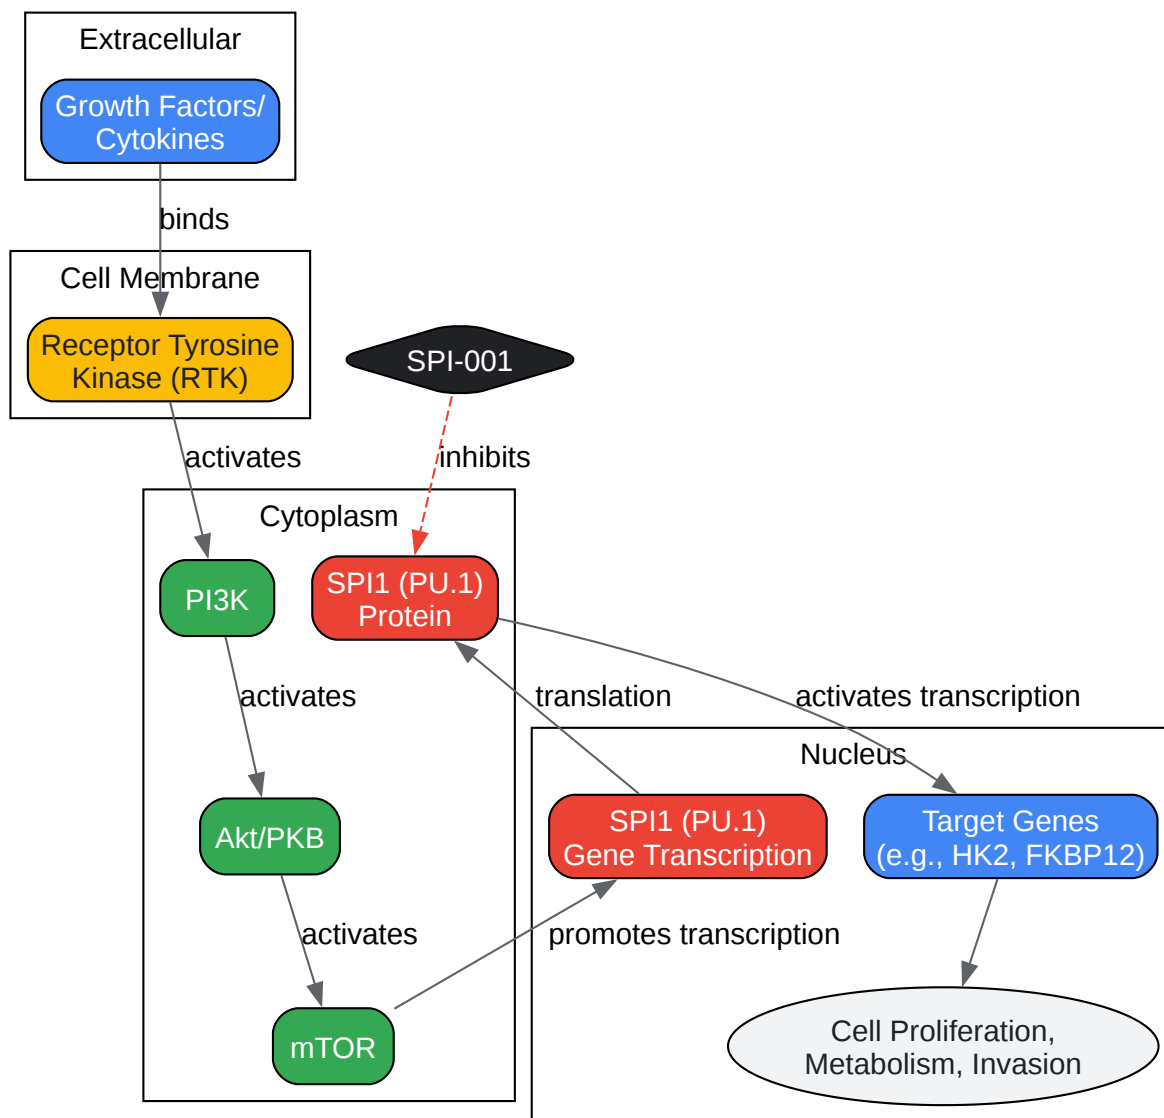 Extracellular
Growth Factors/
Cytokines
binds
Cell Membrane
Receptor Tyrosine
Kinase (RTK)
SPI-001
activates
inhibits
Cytoplasm
PI3K
SPI1 (PU.1)
Protein
activates
translation
activates transcription
Nucleus
Akt/PKB
SPI1 (PU.1)
Gene Transcription
Target Genes
(e.g., HK2, FKBP12)
activates
promotes transcription
mTOR
Cell Proliferation,
Metabolism, Invasion